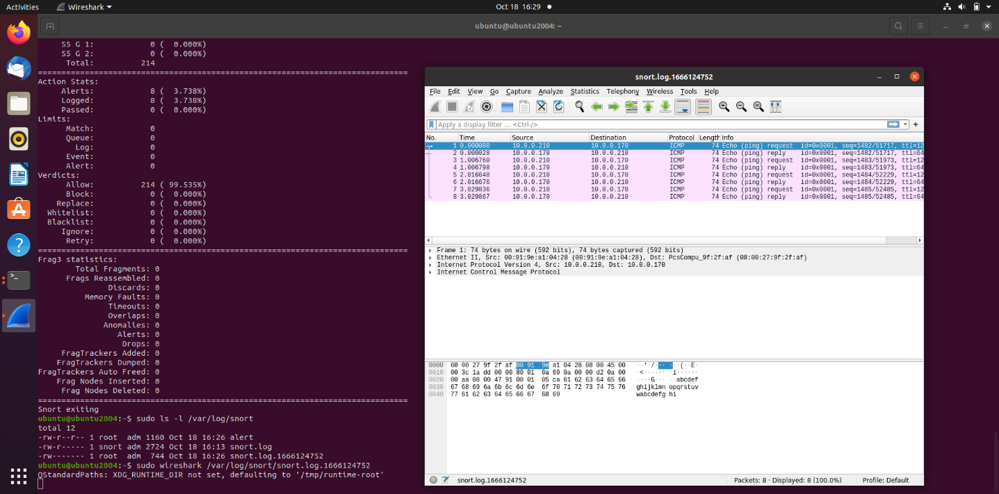 Activities Wireshark Oct 18 16:29
ubuntu@ubuntu2004: ~
S5 G 1: 0 ( 0.000%)
S5 G 2: 0 ( 0.000%)
Total: 214
===============================================================================
Action Stats:
Alerts: 8 ( 3.738%)
Logged: 8 ( 3.738%)
Passed: 0 ( 0.000%)
Limits:
Match: 0
Queue: 0
Log: 0
Event: 0
Alert: 0
Verdicts:
Allow: 214 ( 99.535%)
Block: 0 ( 0.000%)
Replace: 0 ( 0.000%)
Whitelist: 0 ( 0.000%)
Blacklist: 0 ( 0.000%)
Ignore: 0 ( 0.000%)
Retry: 0 ( 0.000%)
===============================================================================
Frag3 statistics:
Total Fragments: 0
Frags Reassembled: 0
Discards: 0
Memory Faults: 0
Timeouts: 0
Overlaps: 0
Anomalies: 0
Alerts: 0
Drops: 0
FragTrackers Added: 0
FragTrackers Dumped: 0
FragTrackers Auto Freed: 0
Frag Nodes Inserted: 0
Frag Nodes Deleted: 0
===============================================================================
Snort exiting
ubuntu@ubuntu2004:~$ sudo ls -l /var/log/snort
total 12
-rw-r--r-- 1 root adm 1160 Oct 18 16:26 alert
-rw-r----- 1 snort adm 2724 Oct 18 16:13 snort.log
-rw------- 1 root adm 744 Oct 18 16:26 snort.log.1666124752
ubuntu@ubuntu2004:~$ sudo wireshark /var/log/snort/snort.log.1666124752
QStandardPaths: XDG_RUNTIME_DIR not set, defaulting to '/tmp/runtime-root'
snort.log.1666124752
File Edit View Go Capture Analyze Statistics Telephony Wireless Tools Help
Apply a display filter ... <Ctrl-/>
No. Time Source Destination Protocol Length Info
1 0.000000 10.0.0.210 10.0.0.170 ICMP 74 Echo (ping) request id=0x0001, seq=1482/51717, ttl=12
2 0.000028 10.0.0.170 10.0.0.210 ICMP 74 Echo (ping) reply id=0x0001, seq=1482/51717, ttl=64
3 1.006760 10.0.0.210 10.0.0.170 ICMP 74 Echo (ping) request id=0x0001, seq=1483/51973, ttl=12
4 1.006798 10.0.0.170 10.0.0.210 ICMP 74 Echo (ping) reply id=0x0001, seq=1483/51973, ttl=64
5 2.016648 10.0.0.210 10.0.0.170 ICMP 74 Echo (ping) request id=0x0001, seq=1484/52229, ttl=12
6 2.016676 10.0.0.170 10.0.0.210 ICMP 74 Echo (ping) reply id=0x0001, seq=1484/52229, ttl=64
7 3.029836 10.0.0.210 10.0.0.170 ICMP 74 Echo (ping) request id=0x0001, seq=1485/52485, ttl=12
8 3.029867 10.0.0.170 10.0.0.210 ICMP 74 Echo (ping) reply id=0x0001, seq=1485/52485, ttl=64
Frame 1: 74 bytes on wire (592 bits), 74 bytes captured (592 bits)
Ethernet II, Src: 00:91:9e:a1:04:28 (00:91:9e:a1:04:28), Dst: PcsCompu_9f:2f:af (08:00:27:9f:2f:af)
Internet Protocol Version 4, Src: 10.0.0.210, Dst: 10.0.0.170
Internet Control Message Protocol
0000 08 00 27 9f 2f af 00 91 9e a1 04 28 08 00 45 00 ··'·/··· ···(··E·
0010 00 3c 1a dd 00 00 80 01 0a 69 0a 00 00 d2 0a 00 ·<······ ·i······
0020 00 aa 08 00 47 91 00 01 05 ca 61 62 63 64 65 66 ····G··· ··abcdef
0030 67 68 69 6a 6b 6c 6d 6e 6f 70 71 72 73 74 75 76 ghijklmn opqrstuv
0040 77 61 62 63 64 65 66 67 68 69 wabcdefg hi
snort.log.1666124752 Packets: 8 · Displayed: 8 (100.0%) Profile: Default